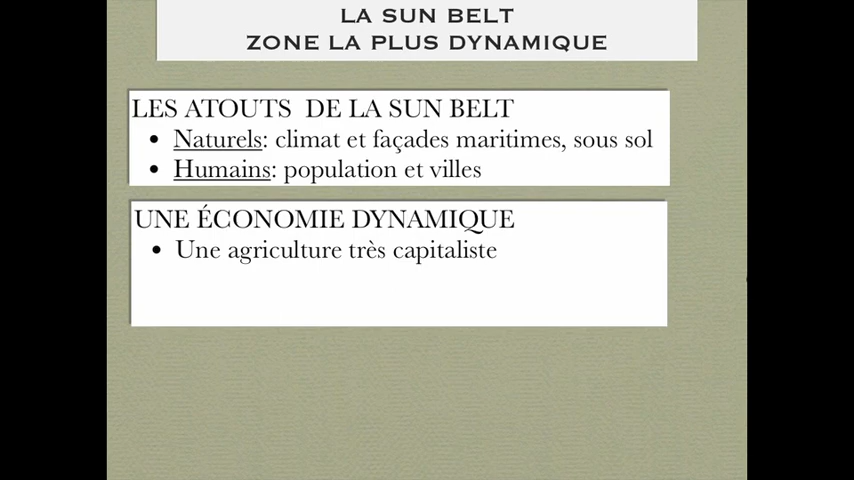 LA SUN BELT
ZONE LA PLUS DYNAMIQUE
LES ATOUTS DE LA SUN BELT
• Naturels: climat et façades maritimes, sous sol
• Humains: population et villes
UNE ÉCONOMIE DYNAMIQUE
• Une agriculture très capitaliste